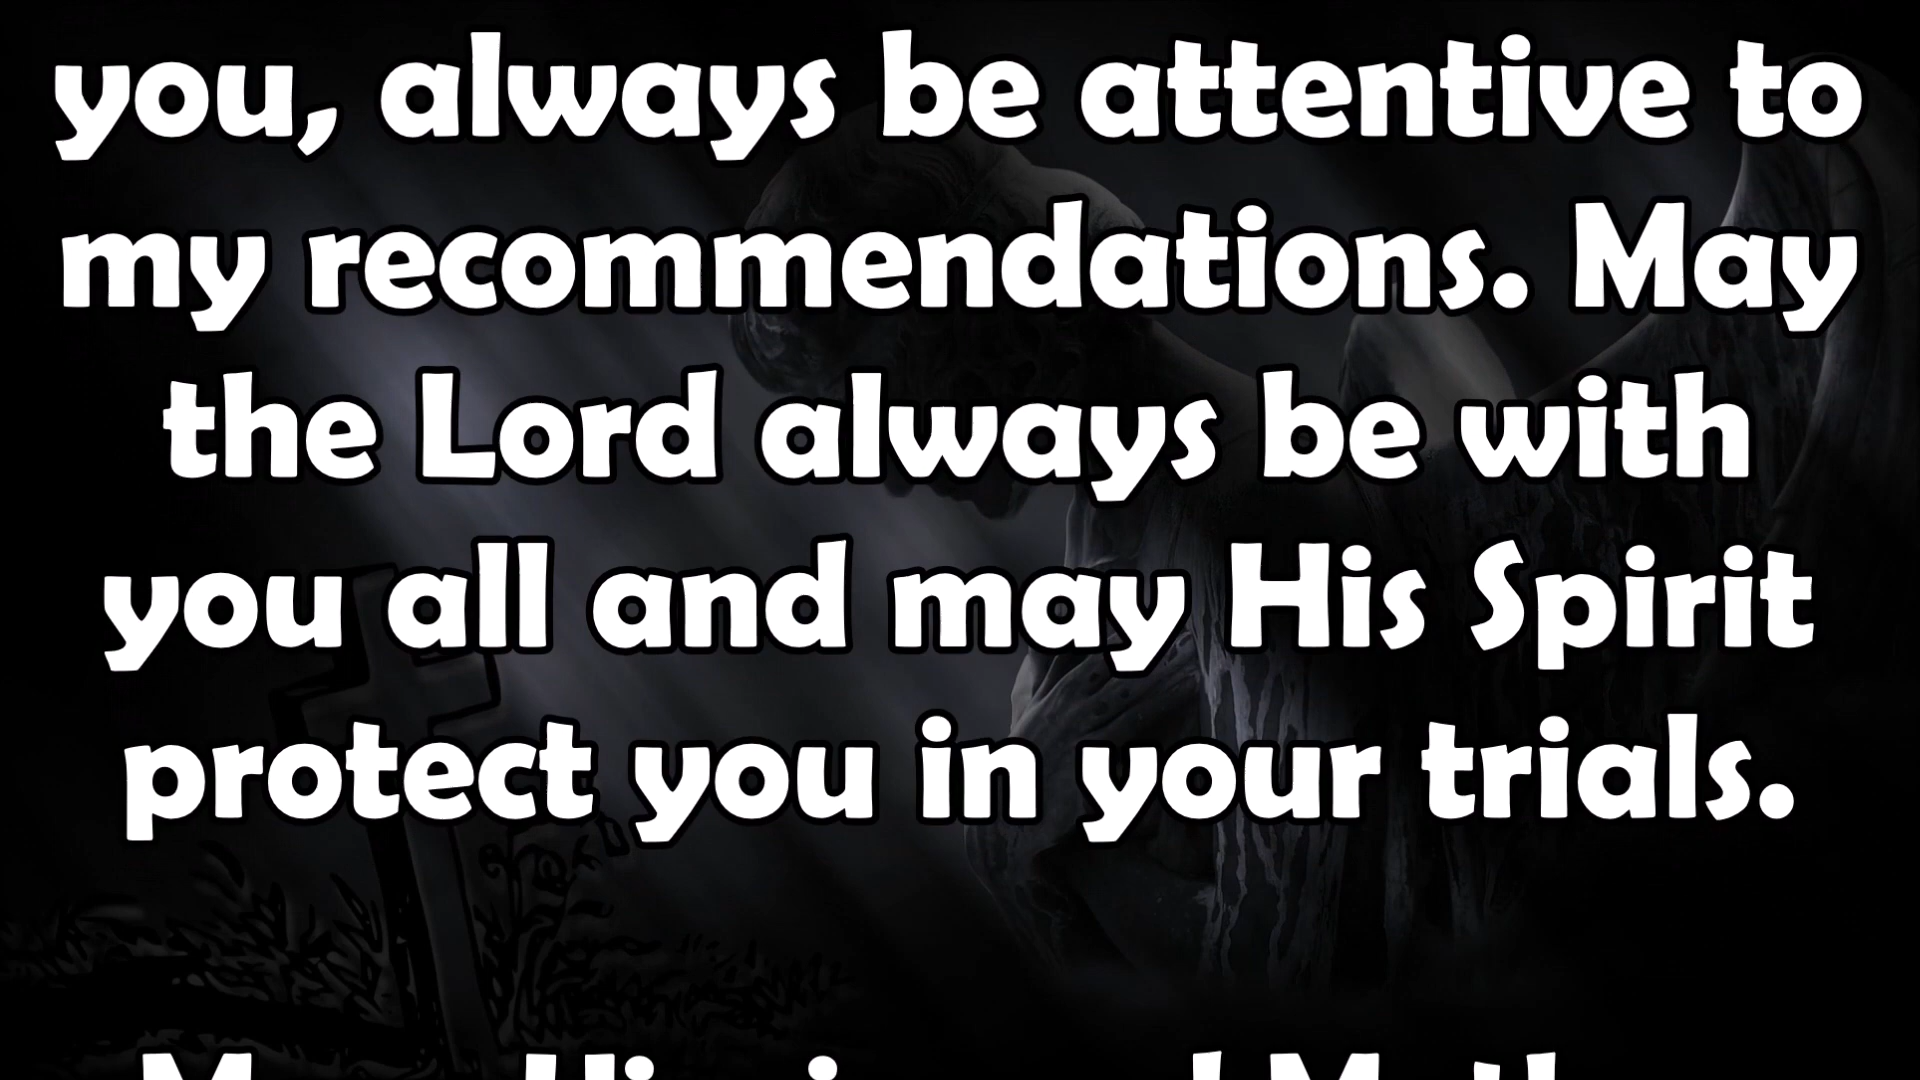 you, always be attentive to
my recommendations. May
the Lord always be with
you all and may His Spirit
protect you in your trials.